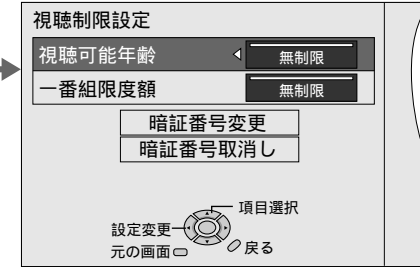 視聴制限設定
視聴可能年齢 無制限
一番組限度額 無制限
暗証番号変更
暗証番号取消し
項目選択
設定変更
元の画面 戻る